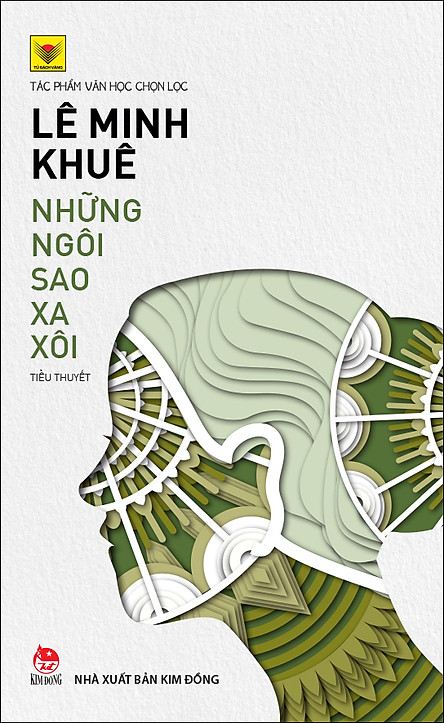 TỦ SÁCH VÀNG
TÁC PHẨM VĂN HỌC CHỌN LỌC
LÊ MINH
KHUÊ
NHỮNG
NGÔI
SAO
XA
XÔI
TIỂU THUYẾT
KIM ĐỒNG
NHÀ XUẤT BẢN KIM ĐỒNG